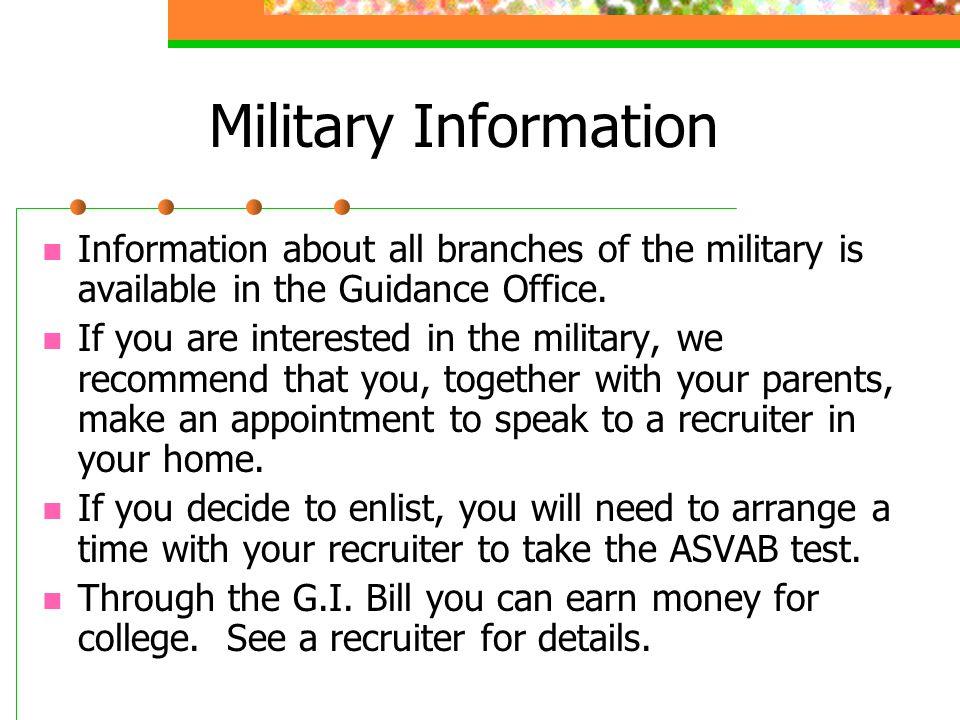 Military Information
Information about all branches of the military is
available in the Guidance Office.
If you are interested in the military, we
recommend that you, together with your parents,
make an appointment to speak to a recruiter in
your home.
If you decide to enlist, you will need to arrange a
time with your recruiter to take the ASVAB test.
Through the G.I. Bill you can earn money for
college.  See a recruiter for details.